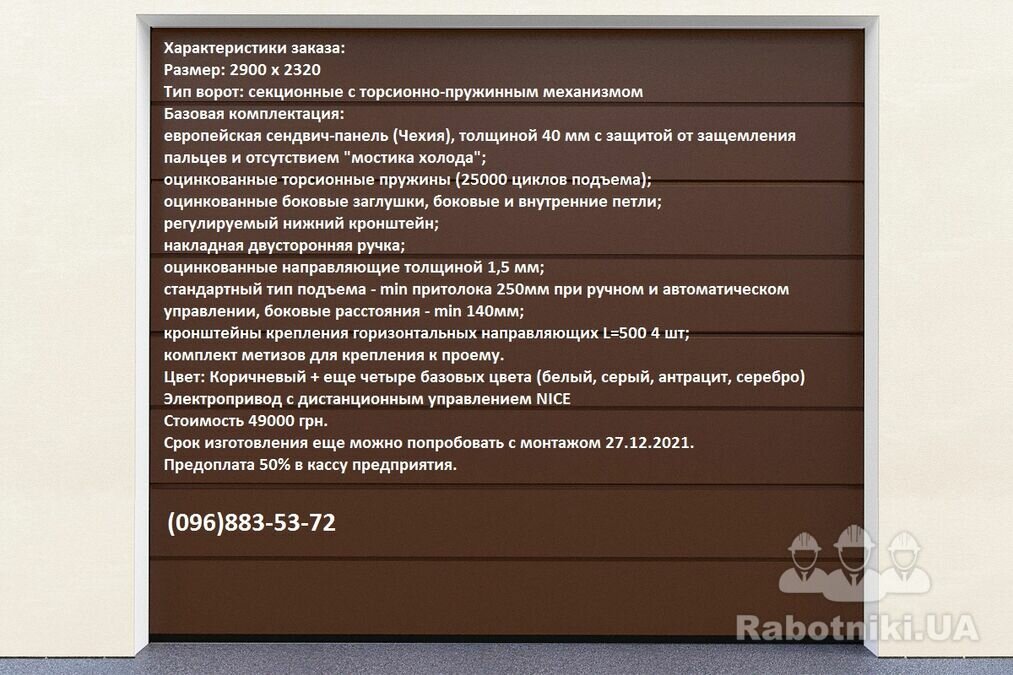 Характеристики заказа:
Размер: 2900 х 2320
Тип ворот: секционные с торсионно-пружинным механизмом
Базовая комплектация:
европейская сендвич-панель (Чехия), толщиной 40 мм с защитой от защемления
пальцев и отсутствием "мостика холода";
оцинкованные торсионные пружины (25000 циклов подъема);
оцинкованные боковые заглушки, боковые и внутренние петли;
регулируемый нижний кронштейн;
накладная двусторонняя ручка;
оцинкованные направляющие толщиной 1,5 мм;
стандартный тип подъема - min притолока 250мм при ручном и автоматическом
управлении, боковые расстояния - min 140мм;
кронштейны крепления горизонтальных направляющих L=500 4 шт;
комплект метизов для крепления к проему.
Цвет: Коричневый + еще четыре базовых цвета (белый, серый, антрацит, серебро)
Электропривод с дистанционным управлением NICE
Стоимость 49000 грн.
Срок изготовления еще можно попробовать с монтажом 27.12.2021.
Предоплата 50% в кассу предприятия.
(096)883-53-72
Rabotniki.UA